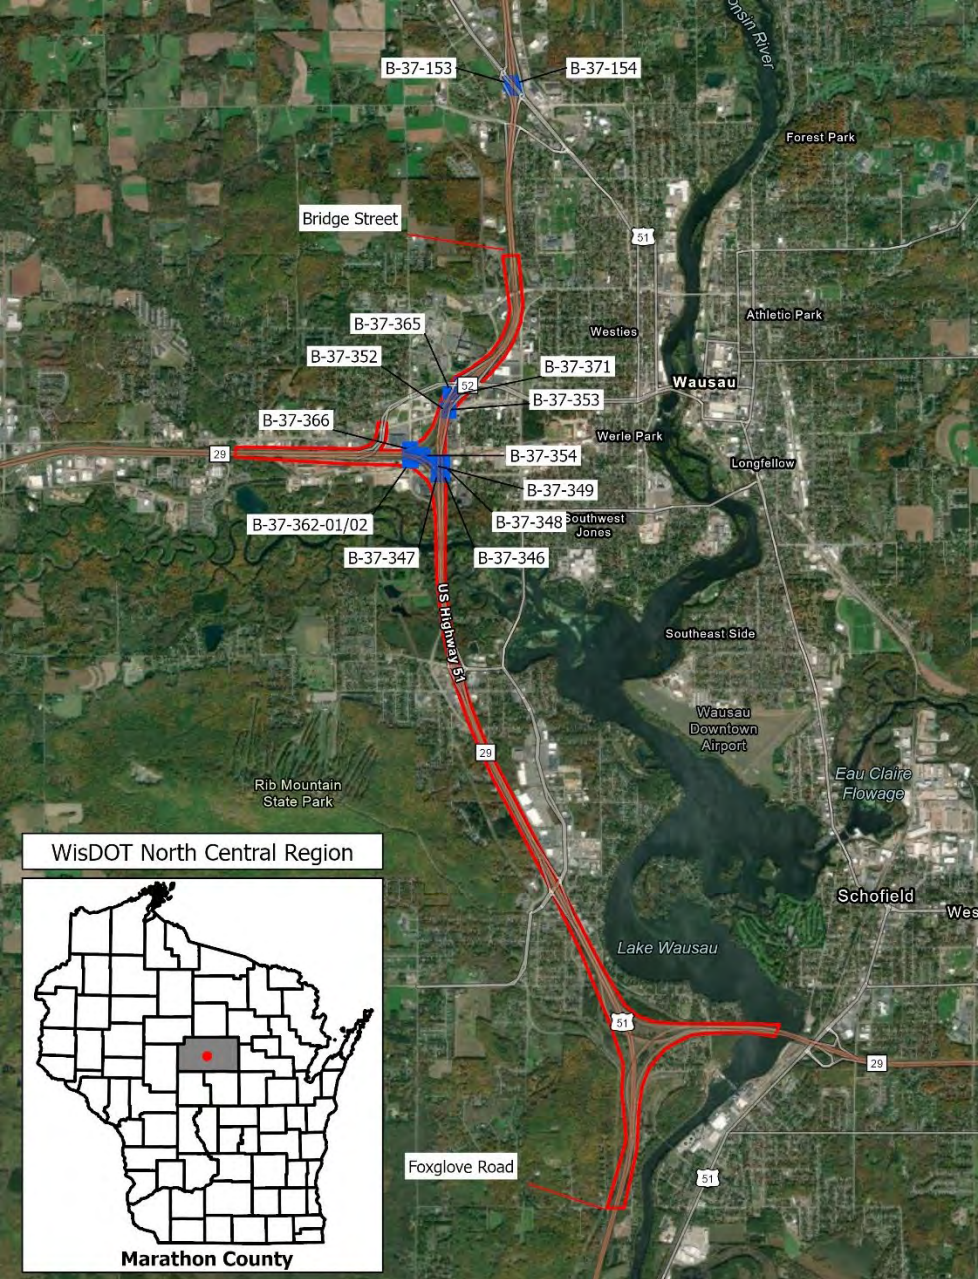 onsin River
B-37-153
B-37-154
Forest Park
Bridge Street
51
Athletic Park
B-37-365
Westies
B-37-352
B-37-371
52
Wausau
B-37-353
B-37-366
Werle Park
29
B-37-354
Longfellow
B-37-349
B-37-362-01/02
B-37-348
Southwest
Jones
B-37-347
B-37-346
US Highway 51
Southeast Side
Wausau
Downtown
Airport
29
Eau Claire
Flowage
Rib Mountain
State Park
WisDOT North Central Region
Schofield
Wes
Lake Wausau
51
29
Foxglove Road
51
Marathon County